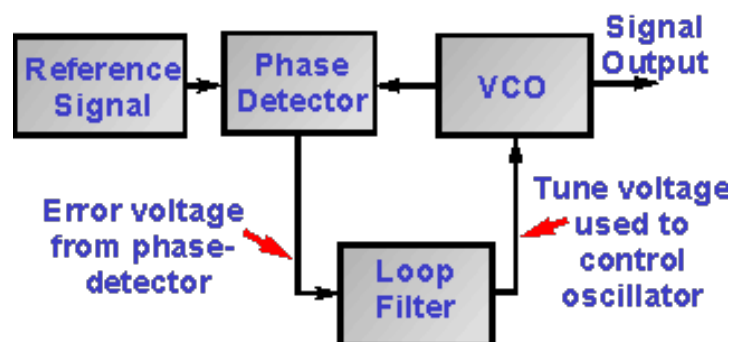 Reference
Signal
Phase
Detector
VCO
Signal
Output
Error voltage
from phase-
detector
Loop
Filter
Tune voltage
used to
control
oscillator